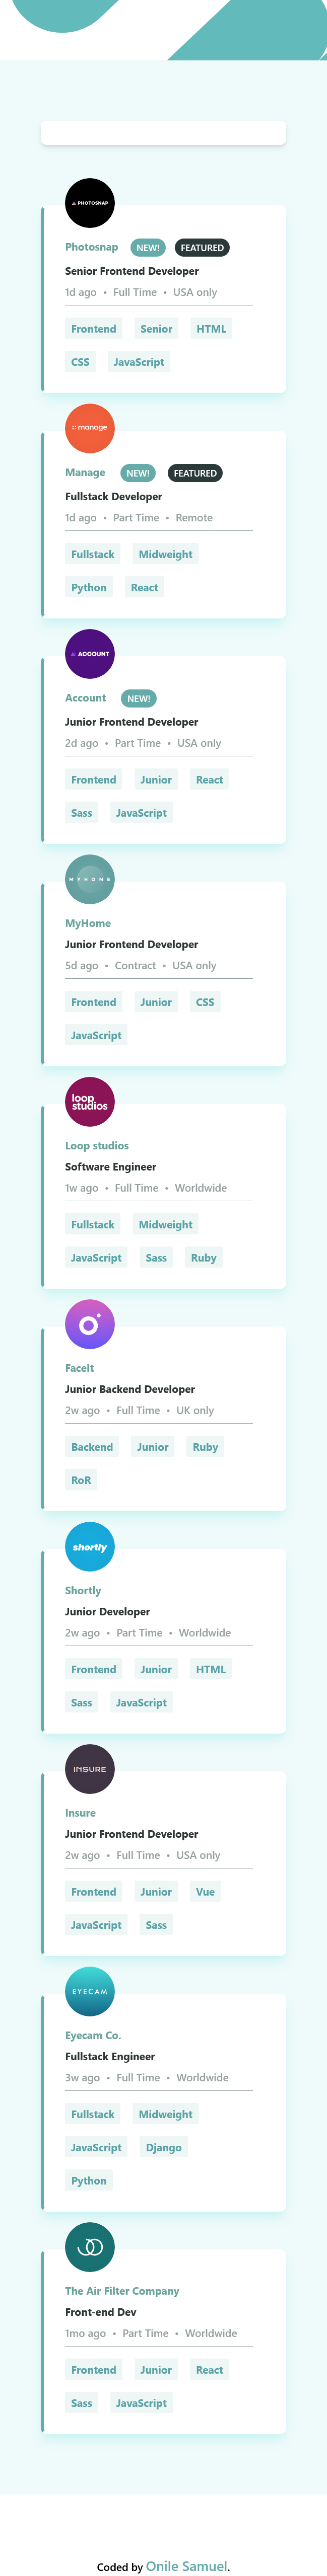 PHOTOSNAP
Photosnap NEW! FEATURED
Senior Frontend Developer
1d ago • Full Time • USA only
Frontend Senior HTML
CSS JavaScript
manage
Manage NEW! FEATURED
Fullstack Developer
1d ago • Part Time • Remote
Fullstack Midweight
Python React
ACCOUNT
Account NEW!
Junior Frontend Developer
2d ago • Part Time • USA only
Frontend Junior React
Sass JavaScript
MYHOME
MyHome
Junior Frontend Developer
5d ago • Contract • USA only
Frontend Junior CSS
JavaScript
loop
studios
Loop studios
Software Engineer
1w ago • Full Time • Worldwide
Fullstack Midweight
JavaScript Sass Ruby
FaceIt
Junior Backend Developer
2w ago • Full Time • UK only
Backend Junior Ruby
RoR
shortly
Shortly
Junior Developer
2w ago • Part Time • Worldwide
Frontend Junior HTML
Sass JavaScript
INSURE
Insure
Junior Frontend Developer
2w ago • Full Time • USA only
Frontend Junior Vue
JavaScript Sass
EYECAM
Eyecam Co.
Fullstack Engineer
3w ago • Full Time • Worldwide
Fullstack Midweight
JavaScript Django
Python
The Air Filter Company
Front-end Dev
1mo ago • Part Time • Worldwide
Frontend Junior React
Sass JavaScript
Coded by Onile Samuel.